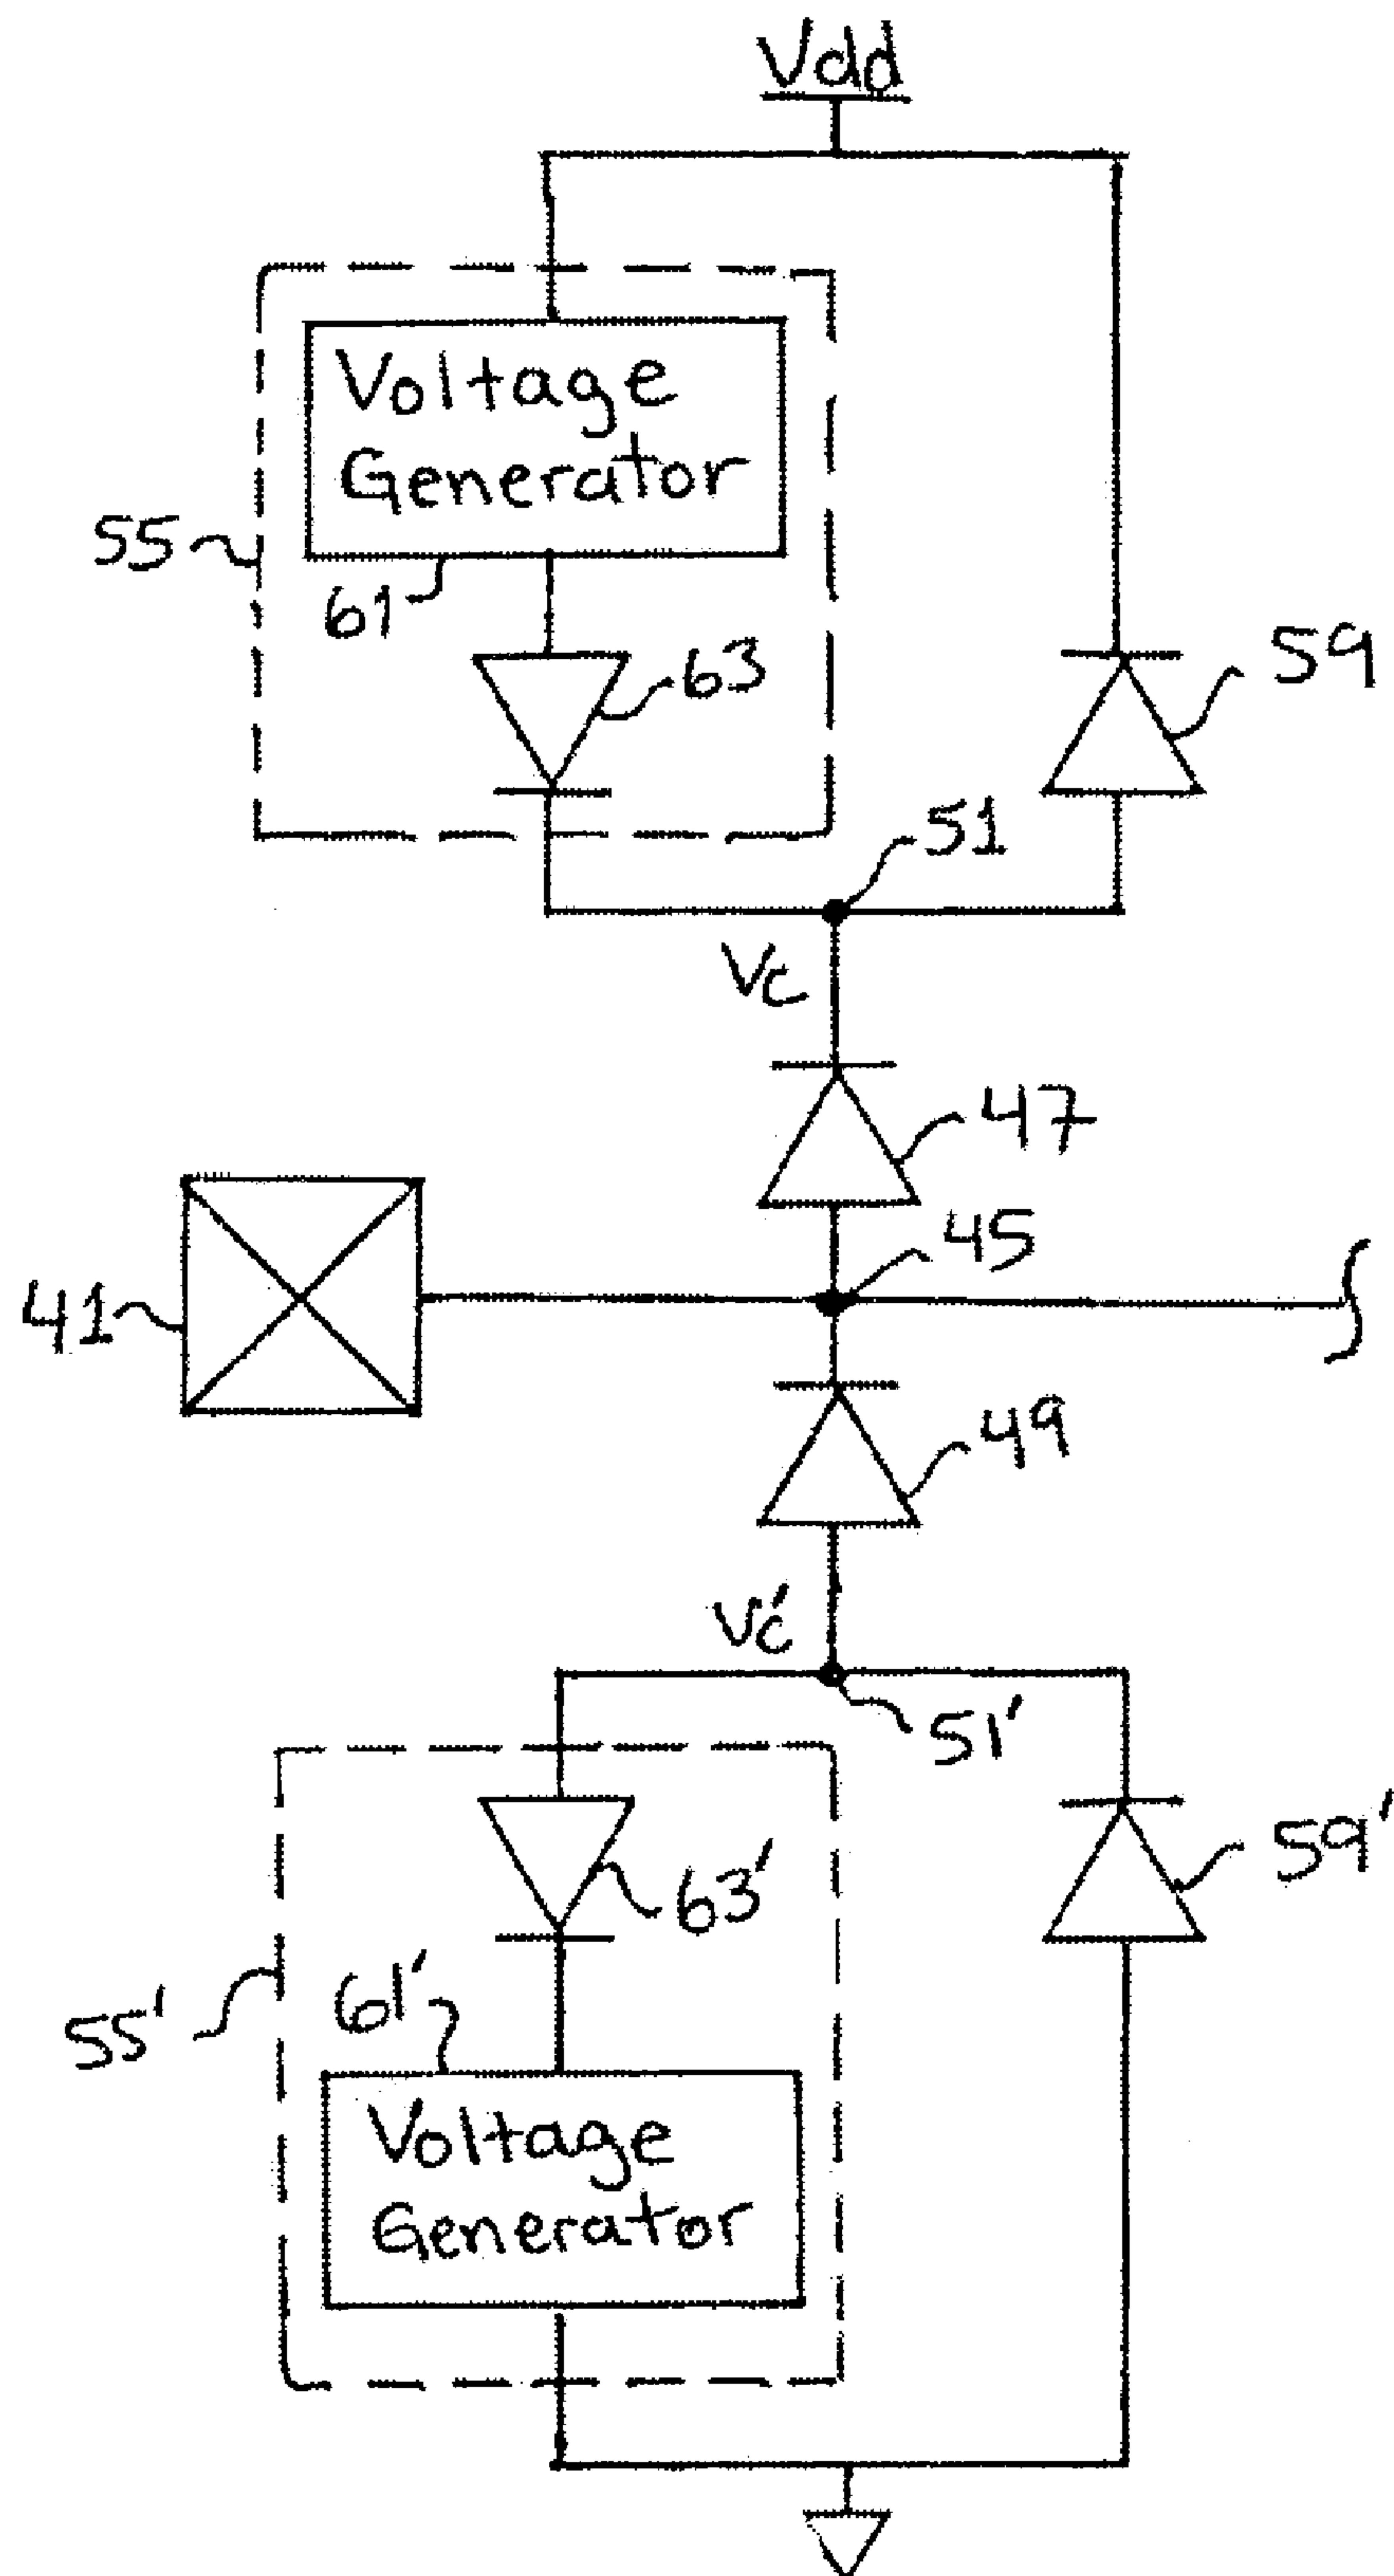 Vdd
Voltage
Generator
55
61
63
59
51
Vc
47
45
41
49
Vc'
51'
63'
59'
61'
55'
Voltage
Generator